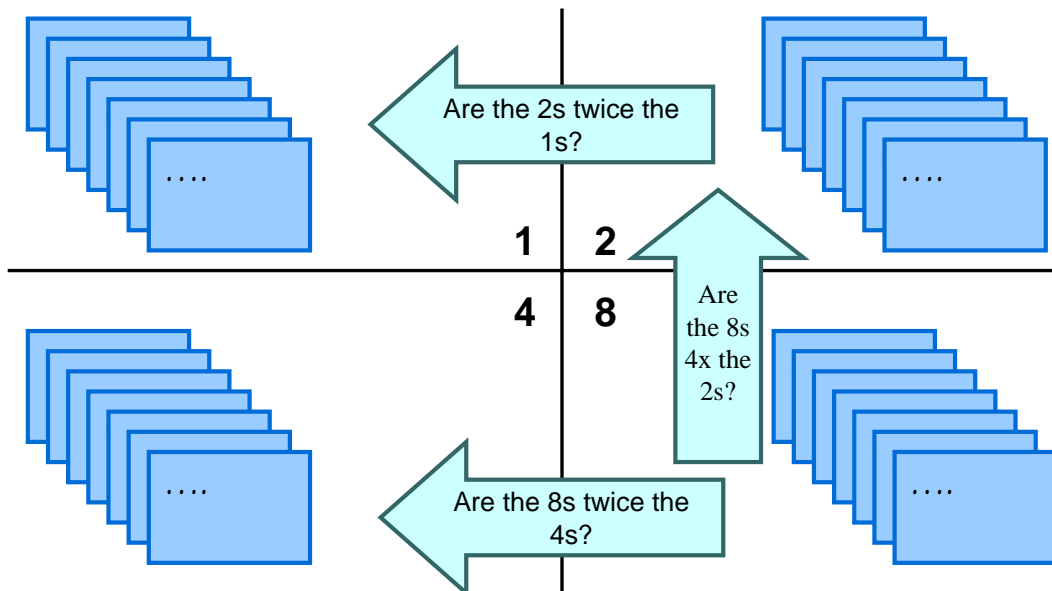 Are the 2s twice the
1s?
. . . .
. . . .
1 2
4 8
Are
the 8s
4x the
2s?
. . . .
. . . .
Are the 8s twice the
4s?